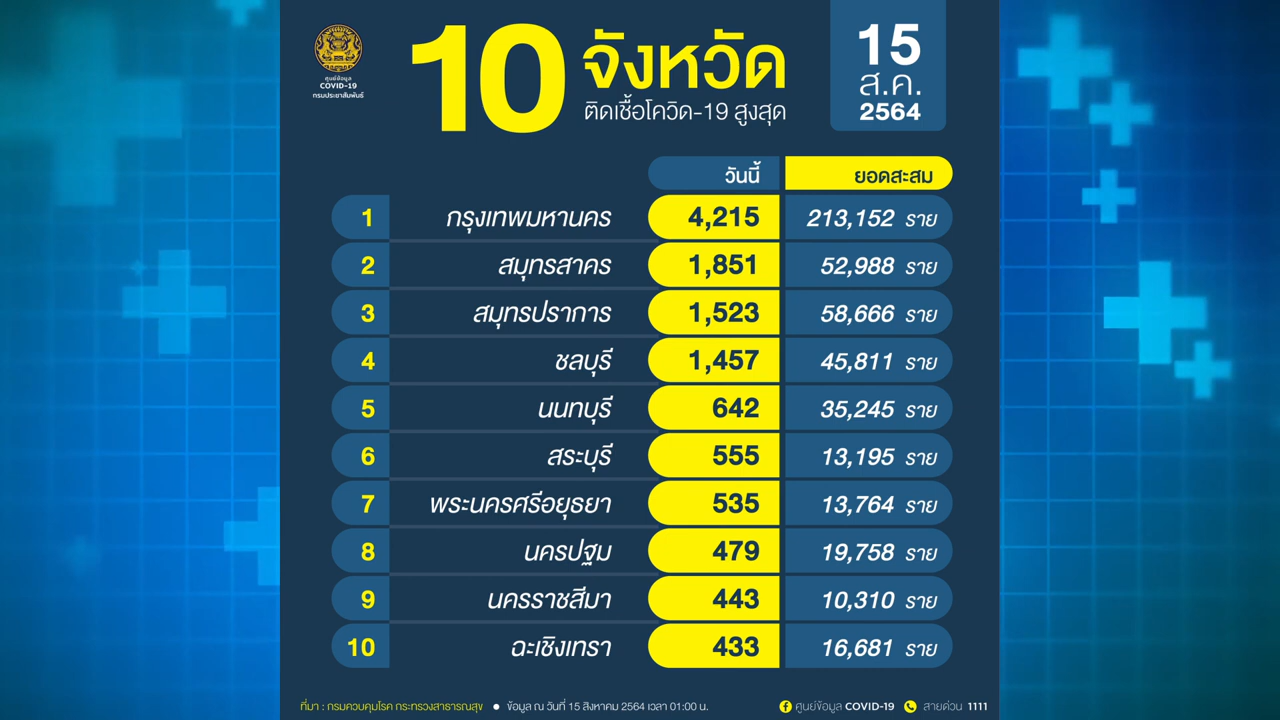 ศูนย์ข้อมูล
COVID-19
กรมประชาสัมพันธ์
10 จังหวัด
ติดเชื้อโควิด-19 สูงสุด
15
ส.ค.
2564
วันนี้ ยอดสะสม
1 กรุงเทพมหานคร 4,215 213,152 ราย
2 สมุทรสาคร 1,851 52,988 ราย
3 สมุทรปราการ 1,523 58,666 ราย
4 ชลบุรี 1,457 45,811 ราย
5 นนทบุรี 642 35,245 ราย
6 สระบุรี 555 13,195 ราย
7 พระนครศรีอยุธยา 535 13,764 ราย
8 นครปฐม 479 19,758 ราย
9 นครราชสีมา 443 10,310 ราย
10 ฉะเชิงเทรา 433 16,681 ราย
ที่มา : กรมควบคุมโรค กระทรวงสาธารณสุข ● ข้อมูล ณ วันที่ 15 สิงหาคม 2564 เวลา 01:00 น. ศูนย์ข้อมูล COVID-19 สายด่วน 1111